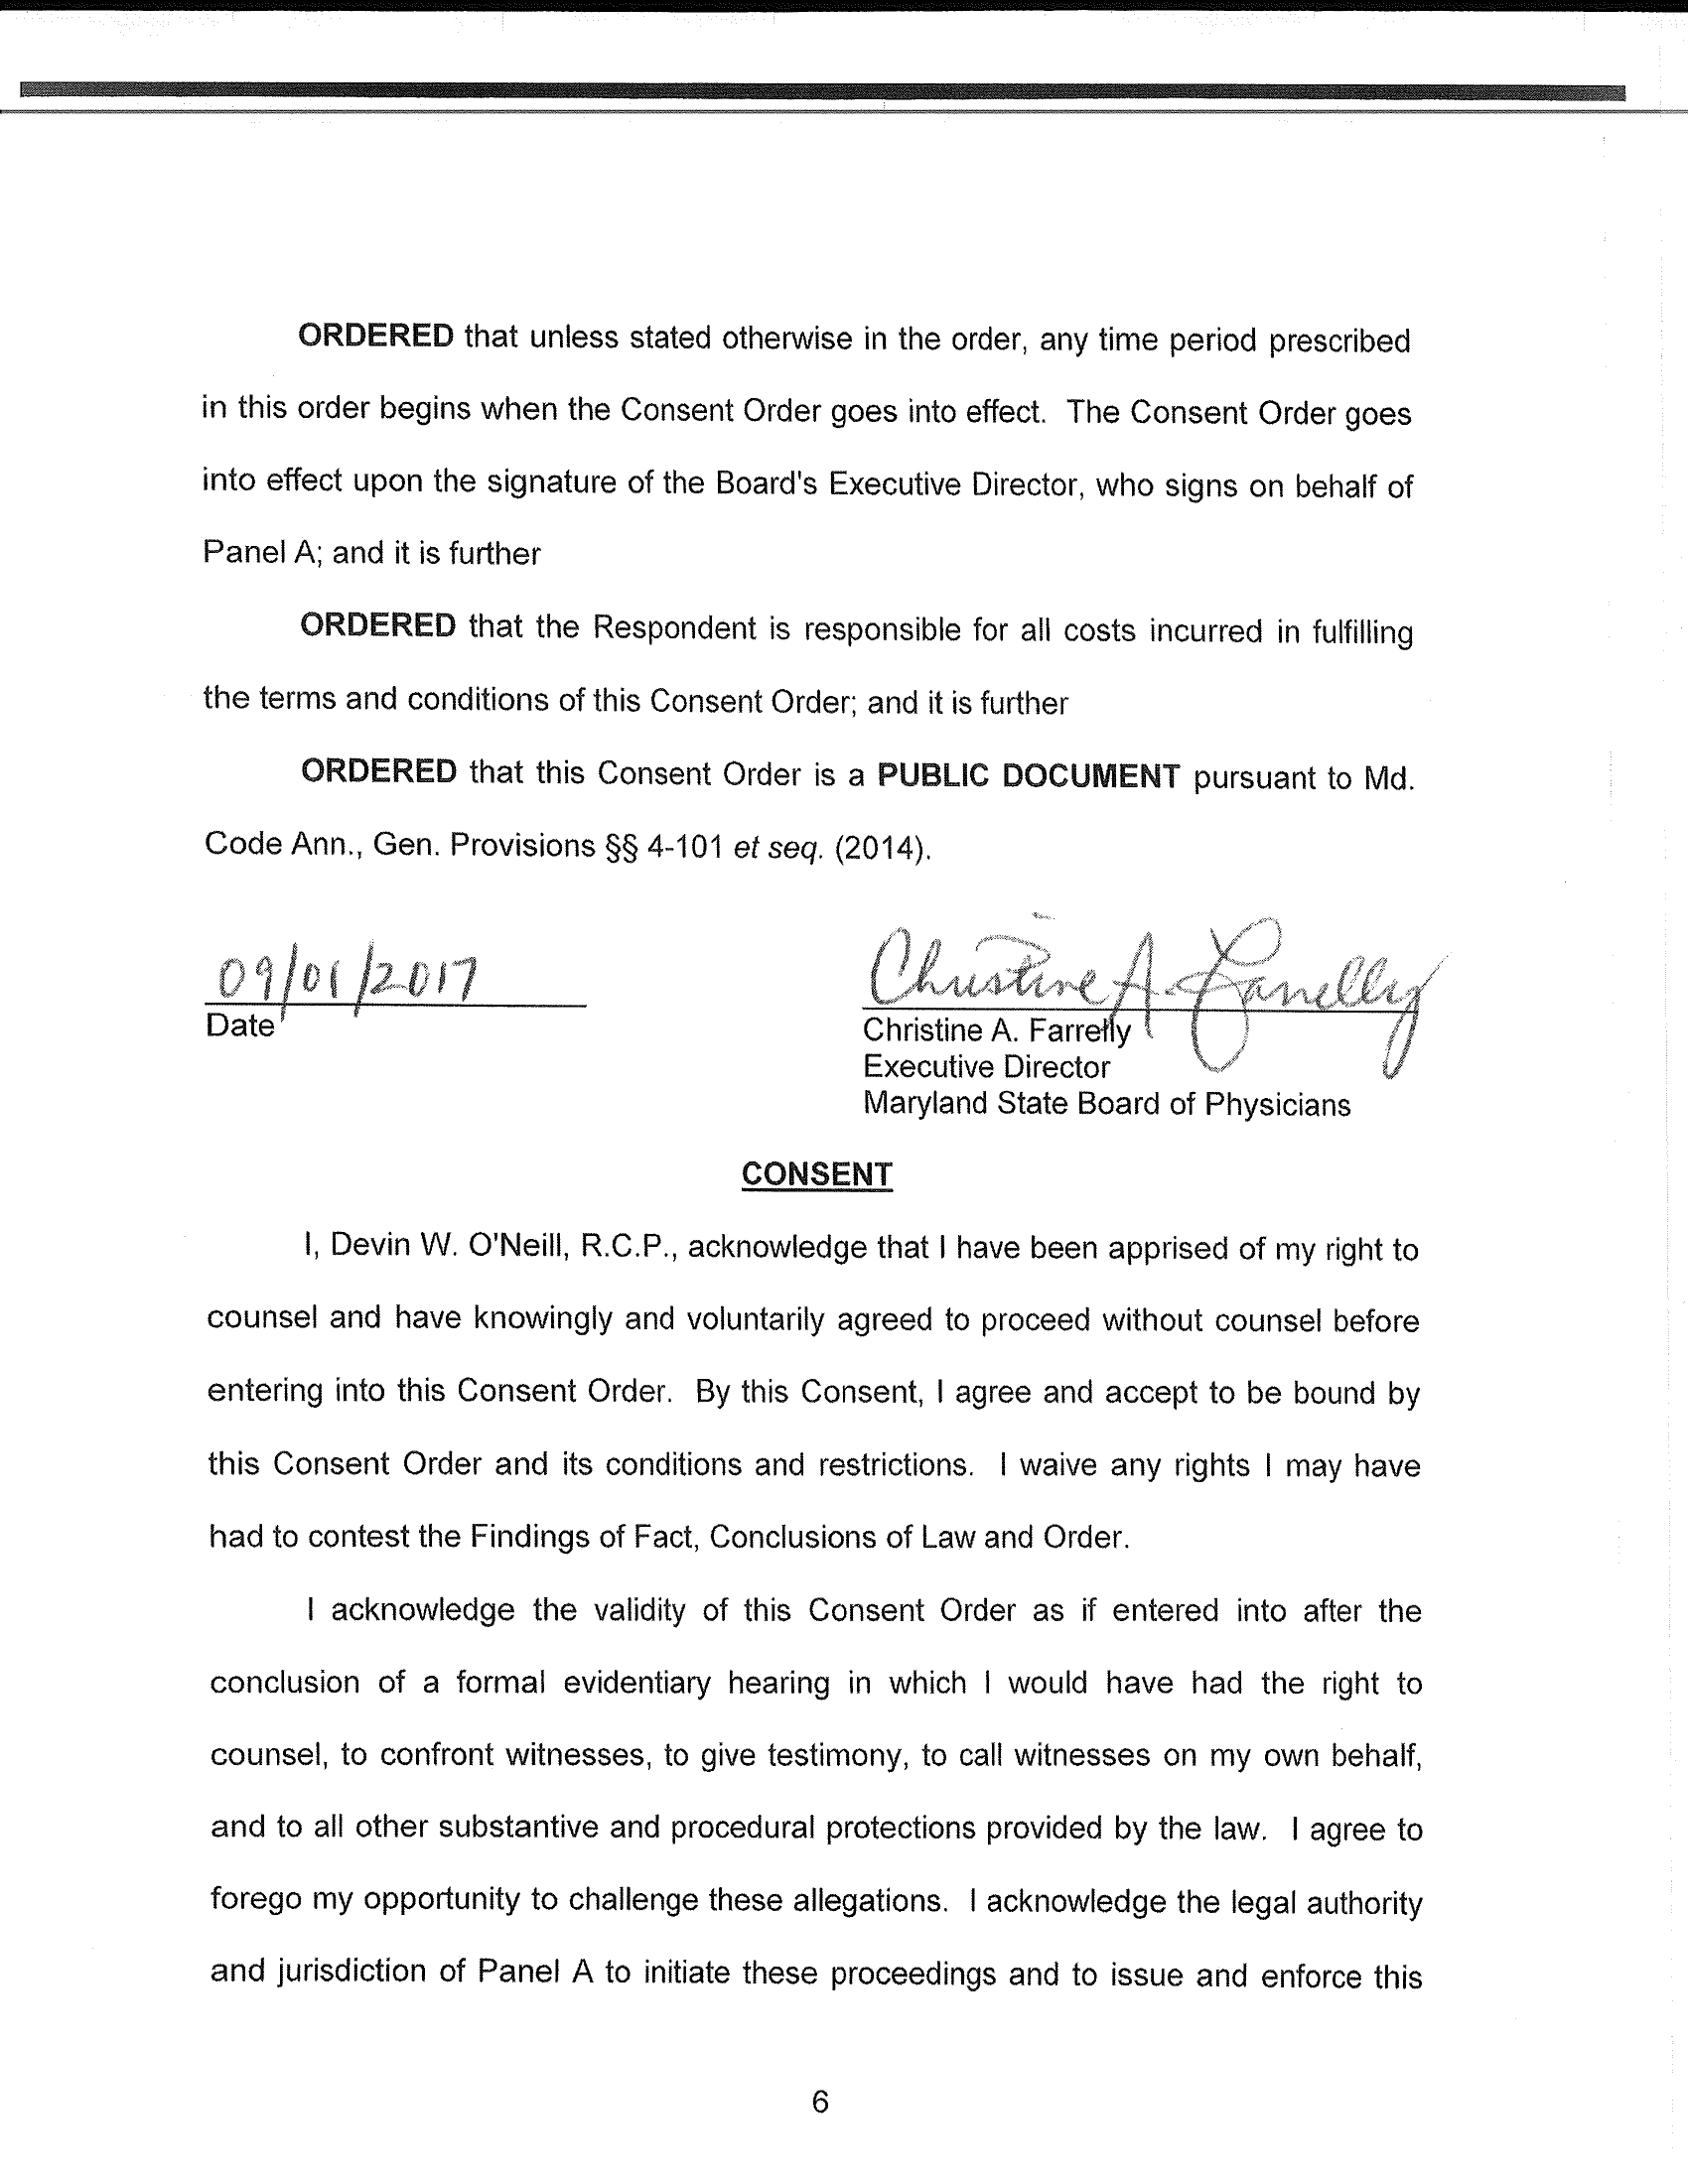 ORDERED that unless stated otherwise in the order, any time period prescribed
in this order begins when the Consent Order goes into effect. The Consent Order goes
into effect upon the signature of the Board's Executive Director, who signs on behalf of
Panel A; and it is further
ORDERED that the Respondent is responsible for all costs incurred in fulfilling
the terms and conditions of this Consent Order; and it is further
ORDERED that this Consent Order is a PUBLIC DOCUMENT pursuant to Md.
Code Ann., Gen. Provisions §§ 4-101 et seq. (2014).
09/01/2017
Date
Christine A. Farrelly
Christine A. Farrelly
Executive Director
Maryland State Board of Physicians
CONSENT
I, Devin W. O'Neill, R.C.P., acknowledge that I have been apprised of my right to
counsel and have knowingly and voluntarily agreed to proceed without counsel before
entering into this Consent Order. By this Consent, I agree and accept to be bound by
this Consent Order and its conditions and restrictions. I waive any rights I may have
had to contest the Findings of Fact, Conclusions of Law and Order.
I acknowledge the validity of this Consent Order as if entered into after the
conclusion of a formal evidentiary hearing in which I would have had the right to
counsel, to confront witnesses, to give testimony, to call witnesses on my own behalf,
and to all other substantive and procedural protections provided by the law. I agree to
forego my opportunity to challenge these allegations. I acknowledge the legal authority
and jurisdiction of Panel A to initiate these proceedings and to issue and enforce this
6